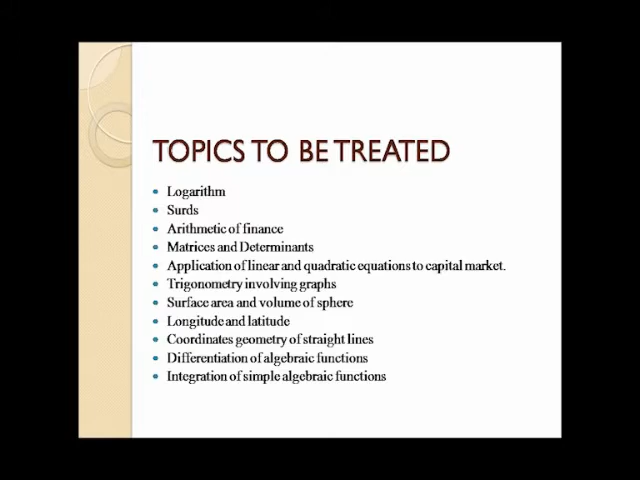 TOPICS TO BE TREATED
Logarithm
Surds
Arithmetic of finance
Matrices and Determinants
Application of linear and quadratic equations to capital market.
Trigonometry involving graphs
Surface area and volume of sphere
Longitude and latitude
Coordinates geometry of straight lines
Differentiation of algebraic functions
Integration of simple algebraic functions